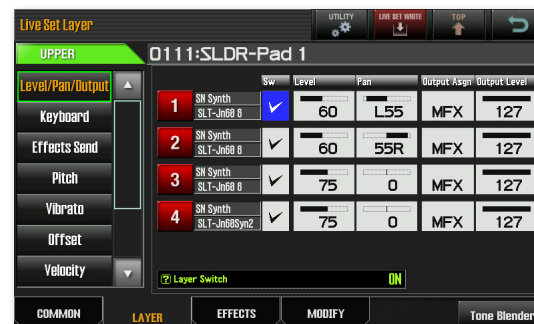 Live Set Layer
UTILITY
LIVE SET WRITE
TOP
UPPER
0111:SLDR-Pad 1
Level/Pan/Output
Keyboard
Effects Send
Pitch
Vibrato
Offset
Velocity
Sw Level Pan Output Asgn Output Level
1 SN Synth SLT-Jn60 6 60 L55 MFX 127
2 SN Synth SLT-Jn60 6 60 55R MFX 127
3 SN Synth SLT-Jn60 6 75 0 MFX 127
4 SN Synth SLT-Jn60Syn2 75 0 MFX 127
? Layer Switch ON
COMMON LAYER EFFECTS MODIFY Tone Blender